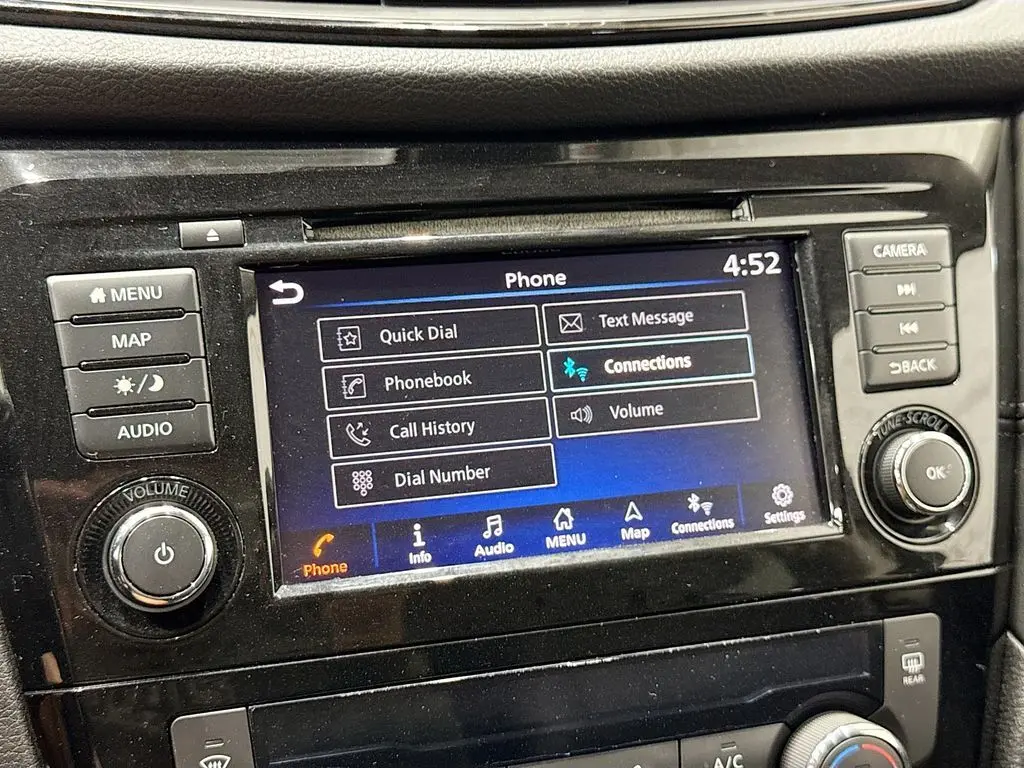 Phone
4:52
Quick Dial
Text Message
Phonebook
Connections
Call History
Volume
Dial Number
Phone
Info
Audio
MENU
Map
Connections
Settings
MENU
MAP
AUDIO
VOLUME
CAMERA
BACK
TUNE·SCROLL
OK
REAR
A/C